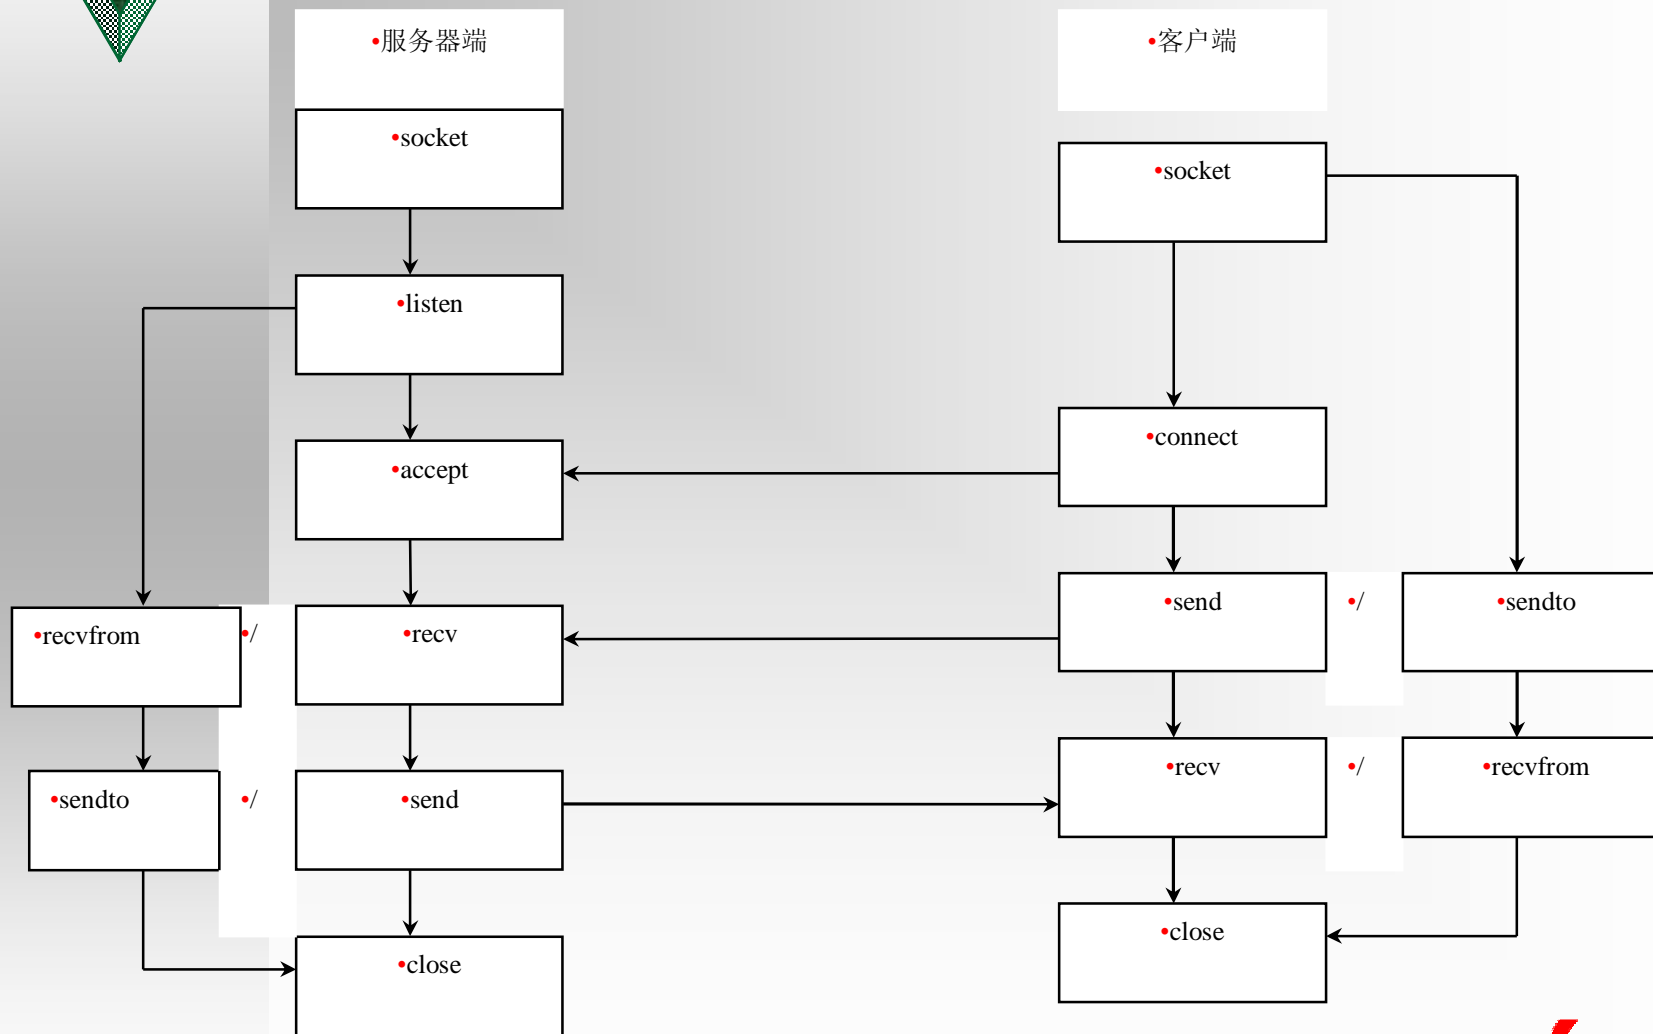 •服务器端
•客户端
•socket
•socket
•listen
•connect
•accept
•send
•/
•sendto
•recvfrom
•/
•recv
•recv
•/
•recvfrom
•sendto
•/
•send
•close
•close